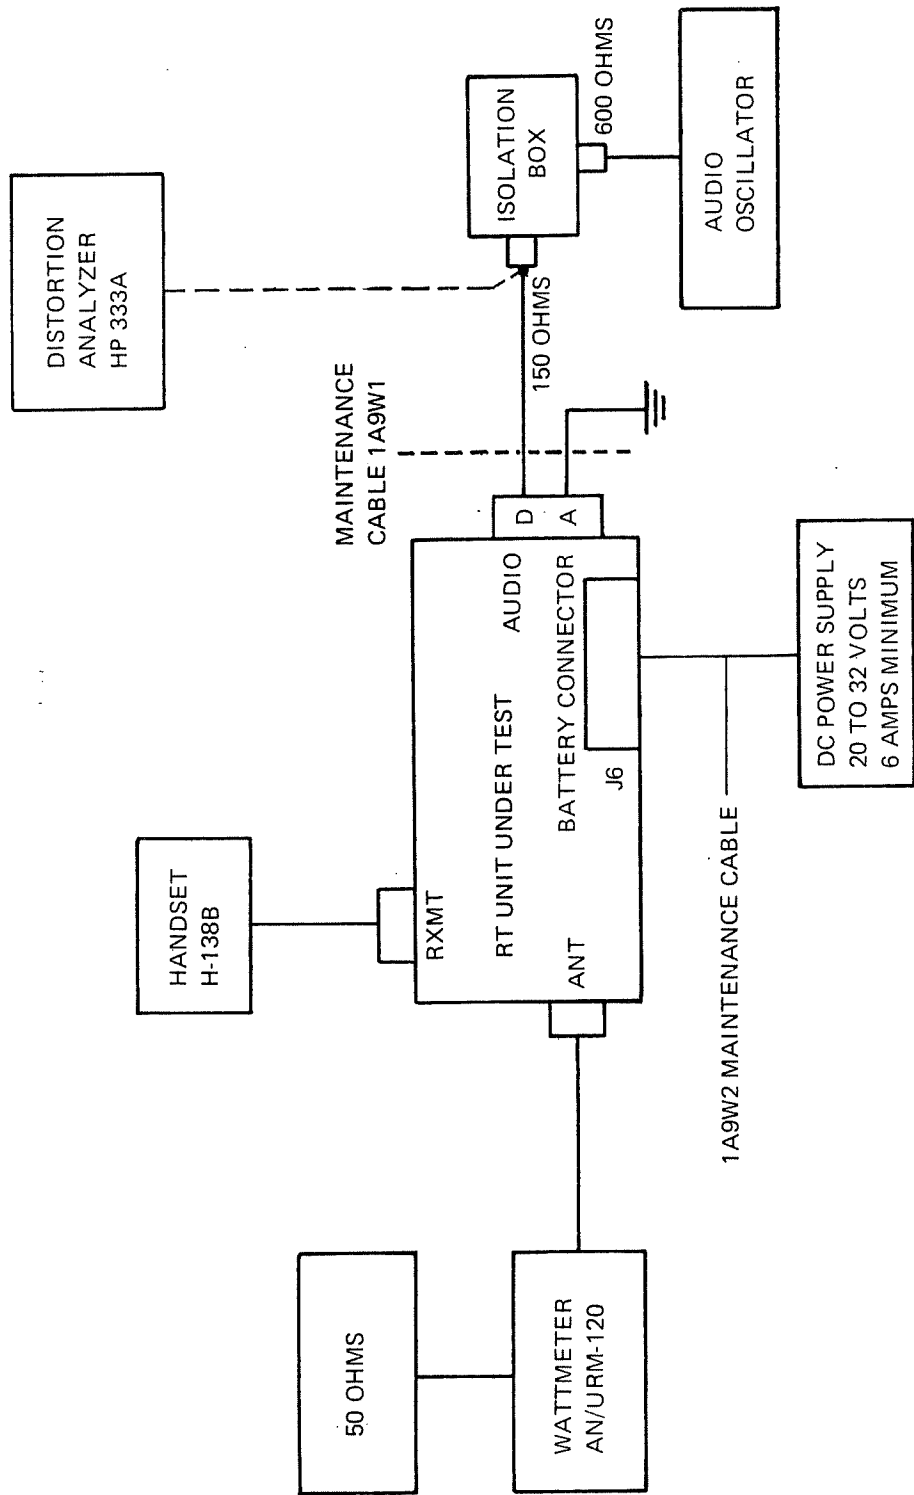 DISTORTION
ANALYZER
HP 333A
ISOLATION
BOX
600 OHMS
AUDIO
OSCILLATOR
150 OHMS
MAINTENANCE
CABLE 1A9W1
HANDSET
H-138B
RXMT
RT UNIT UNDER TEST
AUDIO
D
A
BATTERY CONNECTOR
J6
ANT
50 OHMS
WATTMETER
AN/URM-120
1A9W2 MAINTENANCE CABLE
DC POWER SUPPLY
20 TO 32 VOLTS
6 AMPS MINIMUM